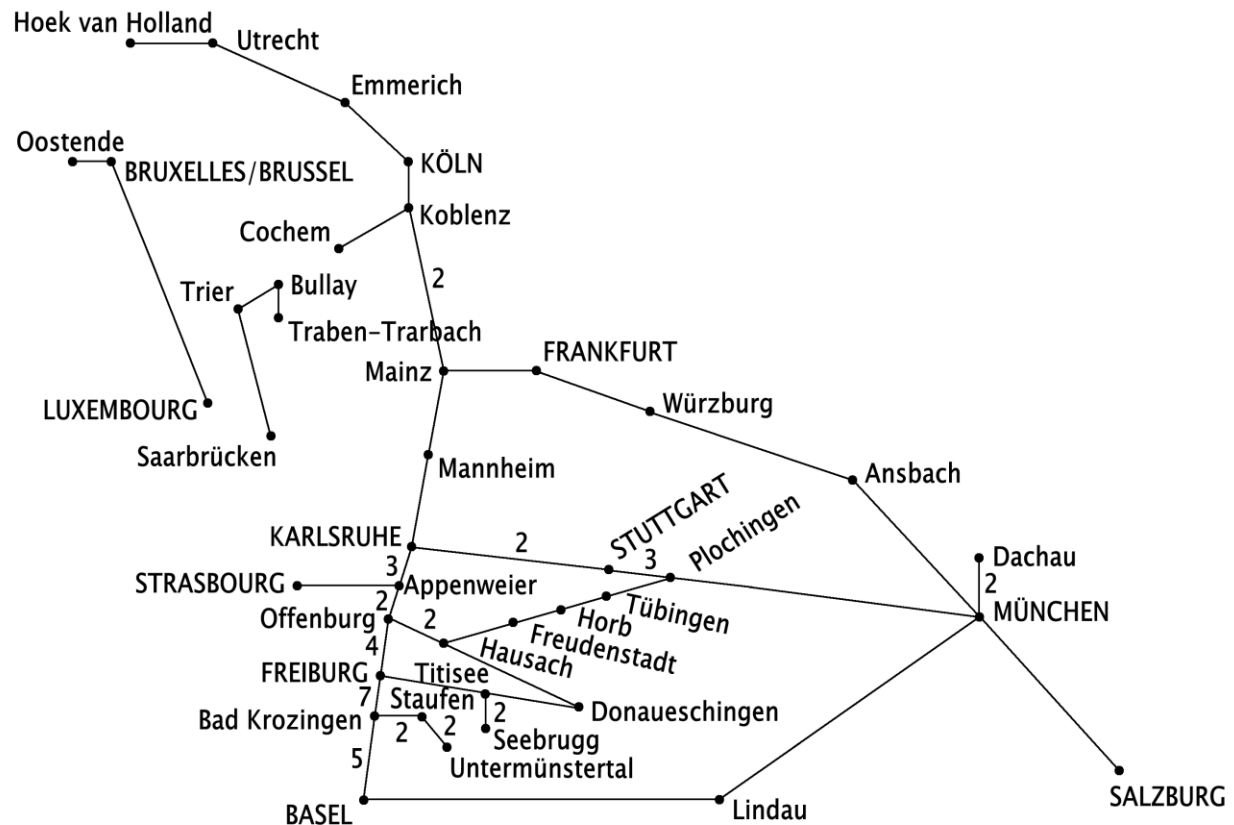 Hoek van Holland
Utrecht
Emmerich
Oostende
BRUXELLES/BRUSSEL
KÖLN
Koblenz
Cochem
2
Trier
Bullay
Traben-Trarbach
FRANKFURT
Mainz
LUXEMBOURG
Würzburg
Saarbrücken
Mannheim
Ansbach
KARLSRUHE
2
STUTTGART
3
Plochingen
Dachau
2
MÜNCHEN
3
STRASBOURG
Appenweier
2
Offenburg
2
Tübingen
Horb
Freudenstadt
Hausach
4
FREIBURG
Titisee
7
Staufen
2
Donaueschingen
Bad Krozingen
2
2
Seebrugg
Untermünstertal
5
BASEL
Lindau
SALZBURG